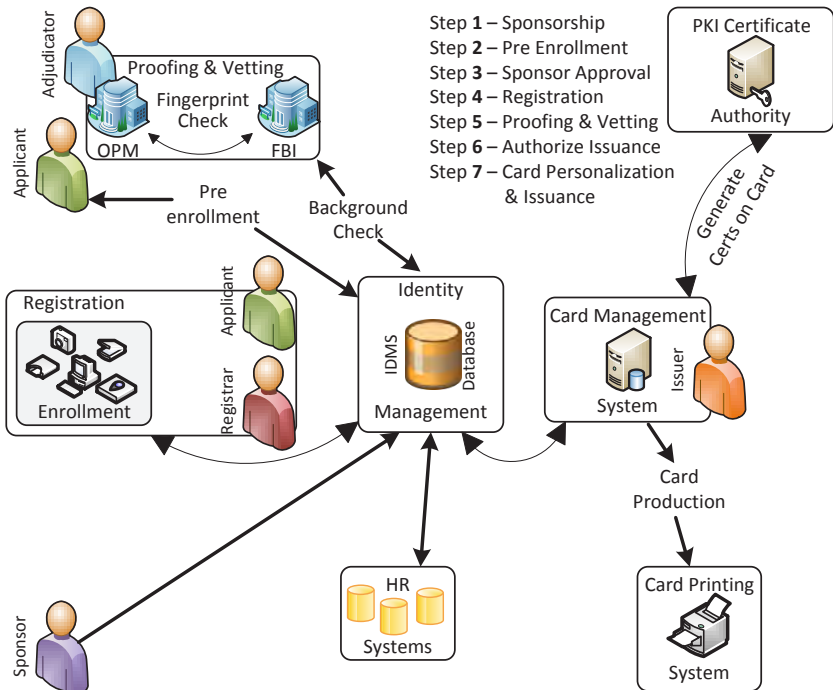 Adjudicator
Proofing & Vetting
Fingerprint
Check
OPM
FBI
Step 1 – Sponsorship
Step 2 – Pre Enrollment
Step 3 – Sponsor Approval
Step 4 – Registration
Step 5 – Proofing & Vetting
Step 6 – Authorize Issuance
Step 7 – Card Personalization
& Issuance
PKI Certificate
Authority
Applicant
Pre
enrollment
Background
Check
Generate
Certs on Card
Registration
Enrollment
Applicant
Registrar
Identity
IDMS
Database
Management
Card Management
System
Issuer
Card
Production
Sponsor
HR
Systems
Card Printing
System